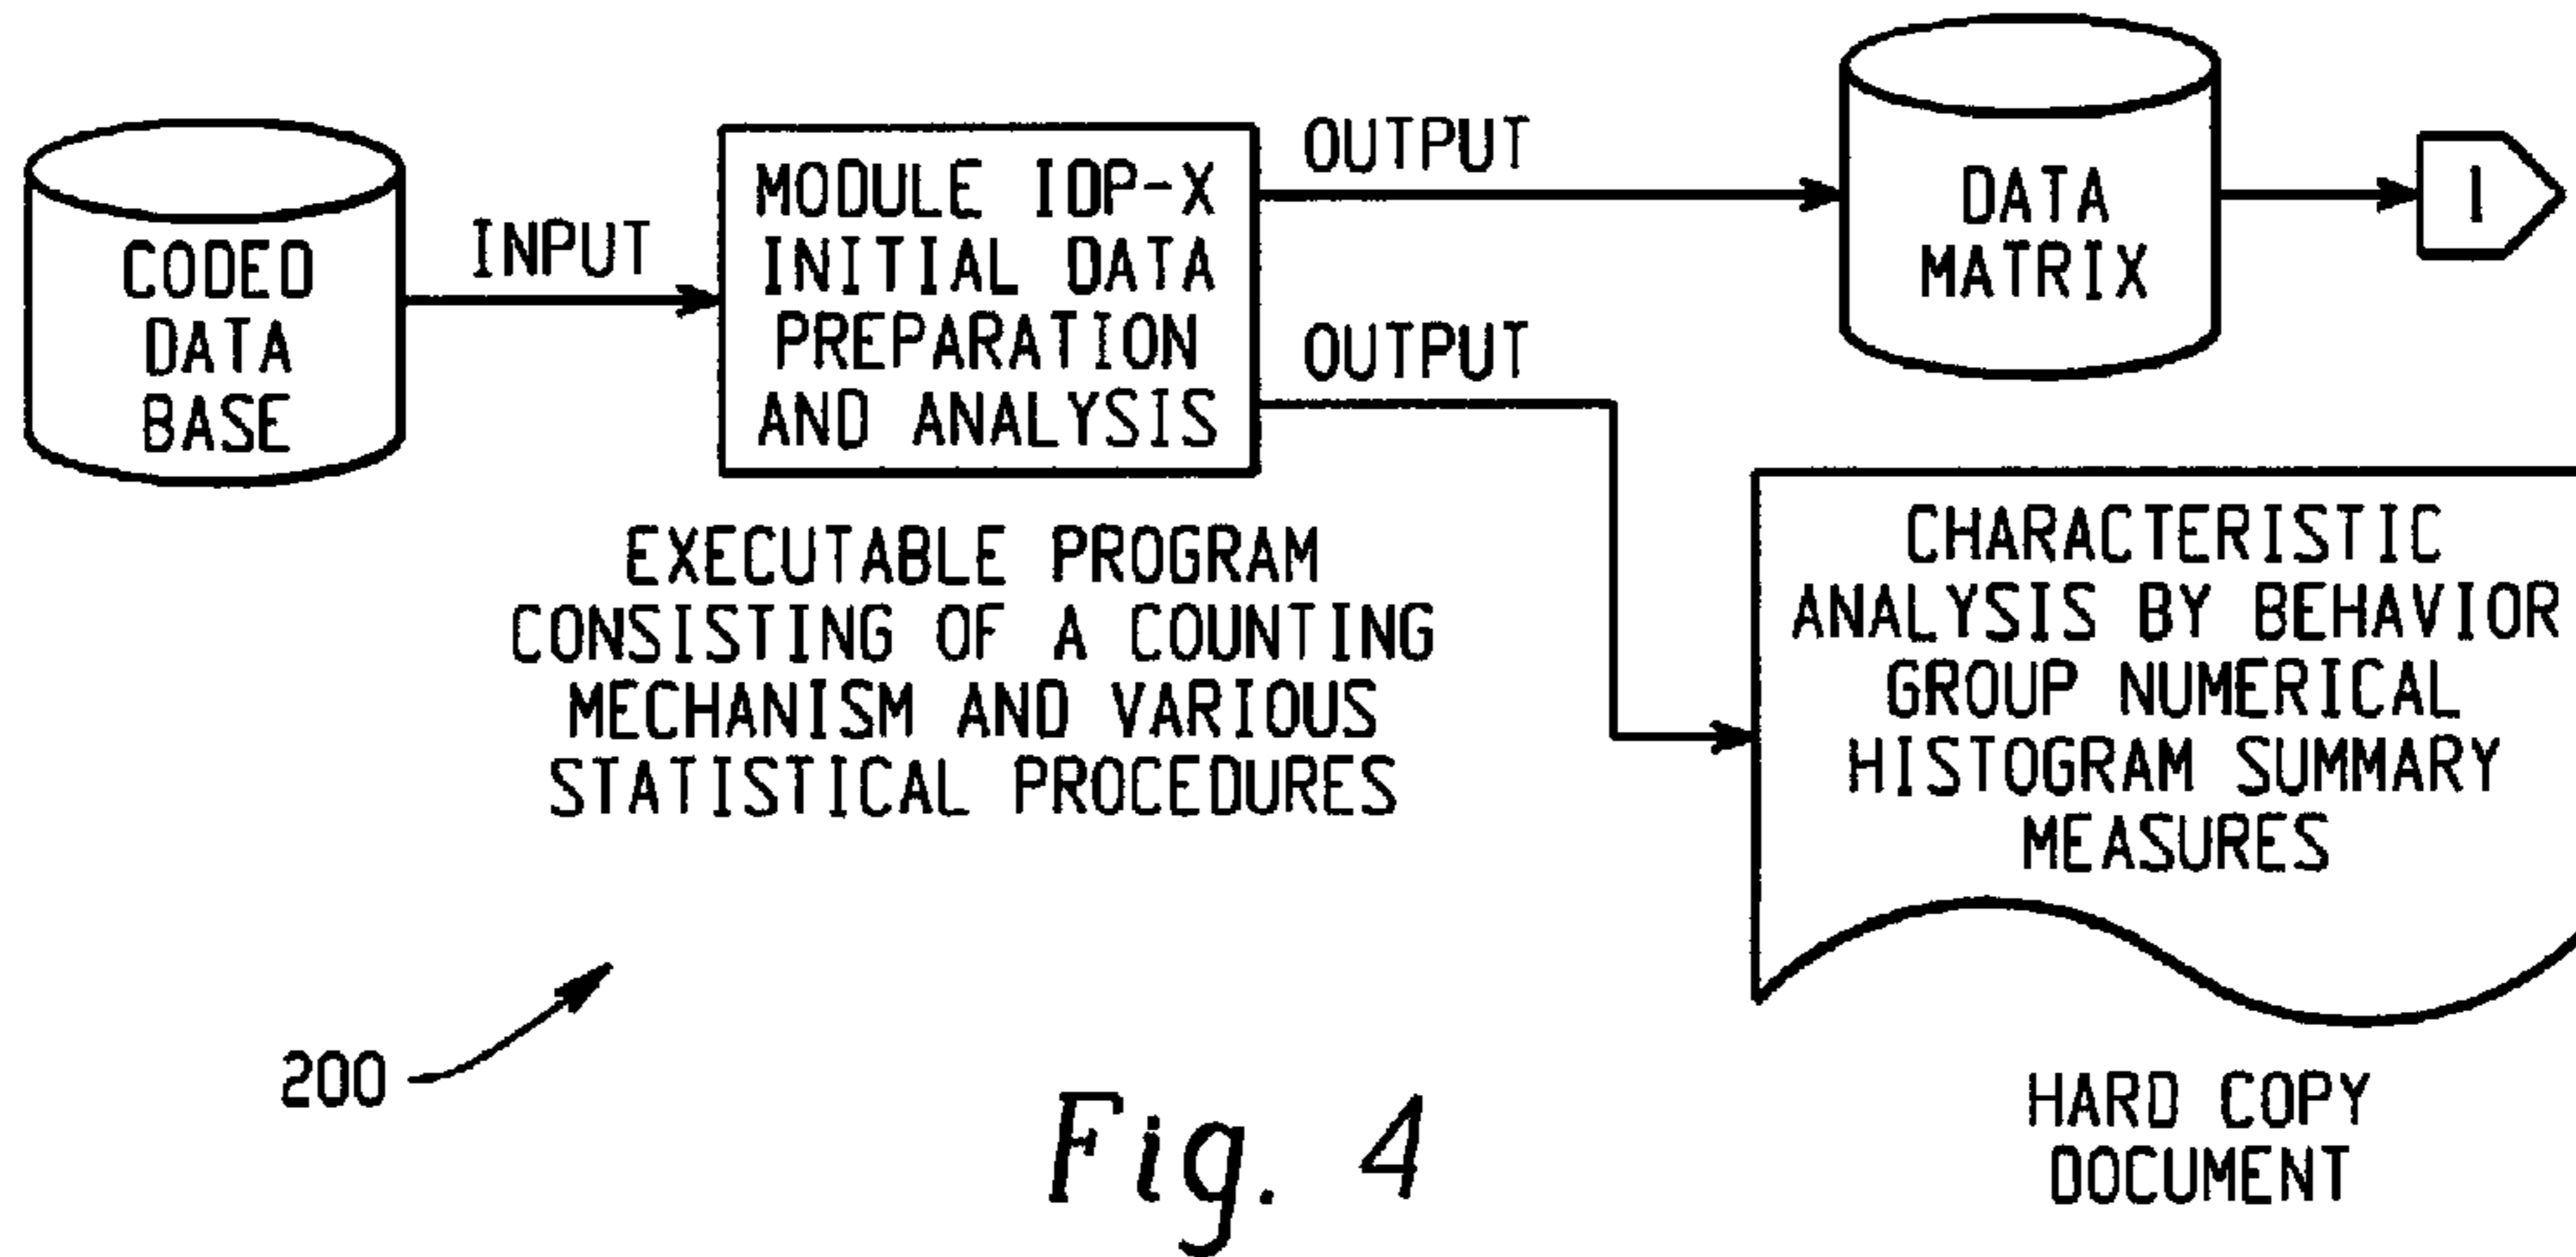 CODED
DATA
BASE
INPUT
MODULE IDP-X
INITIAL DATA
PREPARATION
AND ANALYSIS
EXECUTABLE PROGRAM
CONSISTING OF A COUNTING
MECHANISM AND VARIOUS
STATISTICAL PROCEDURES
OUTPUT
OUTPUT
DATA
MATRIX
1
CHARACTERISTIC
ANALYSIS BY BEHAVIOR
GROUP NUMERICAL
HISTOGRAM SUMMARY
MEASURES
HARD COPY
DOCUMENT
200
Fig. 4